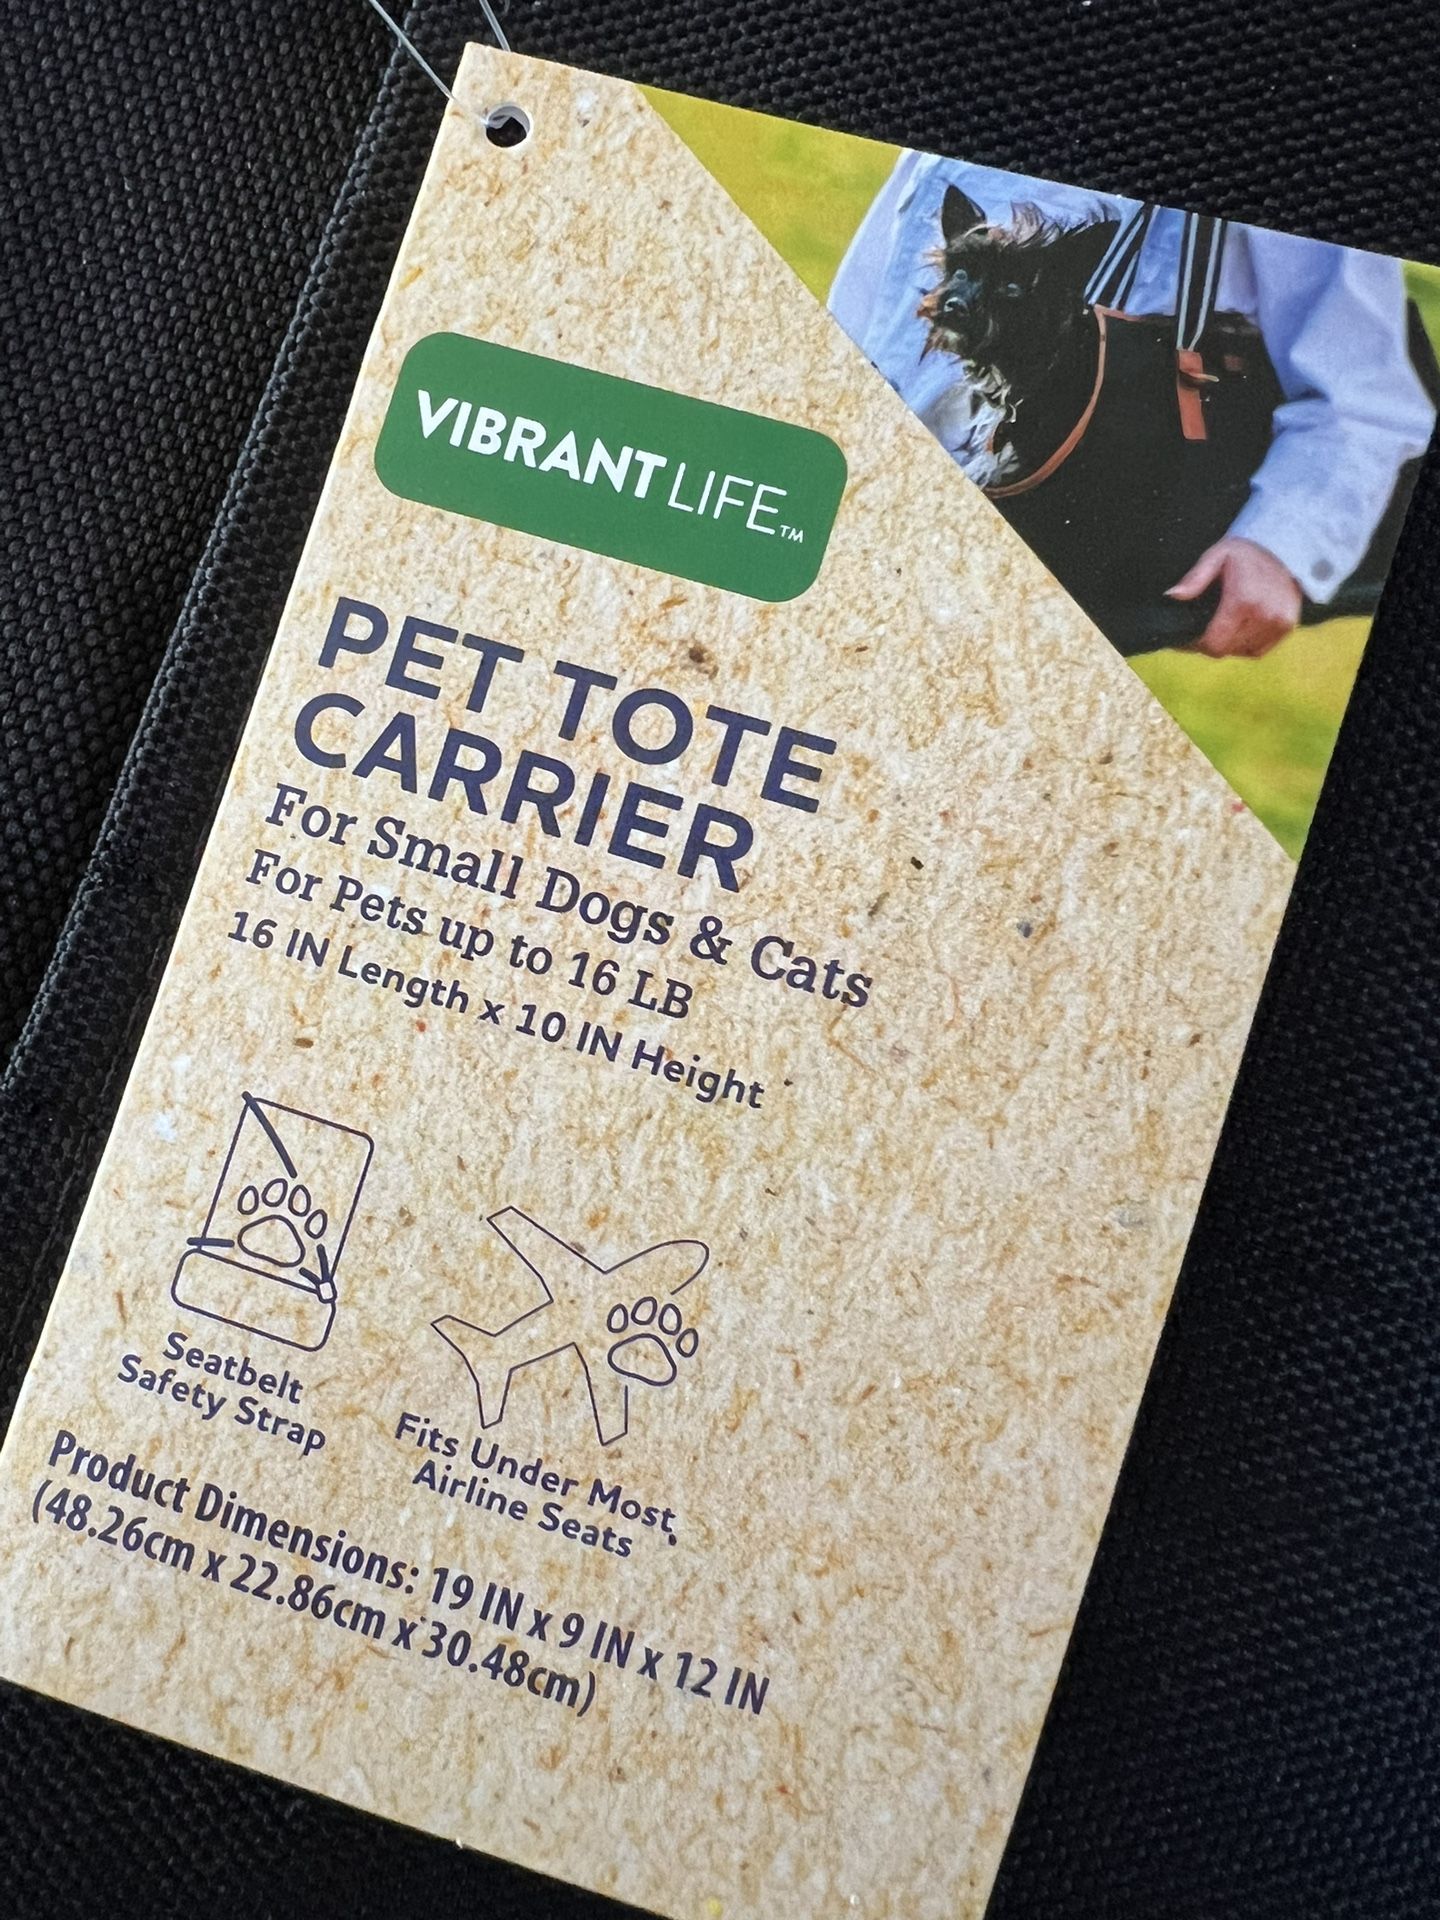 VIBRANT LIFE™
PET TOTE
CARRIER
For Small Dogs & Cats
For Pets up to 16 LB
16 IN Length x 10 IN Height
Seatbelt
Safety Strap
Fits Under Most
Airline Seats
Product Dimensions: 19 IN x 9 IN x 12 IN
(48.26cm x 22.86cm x 30.48cm)